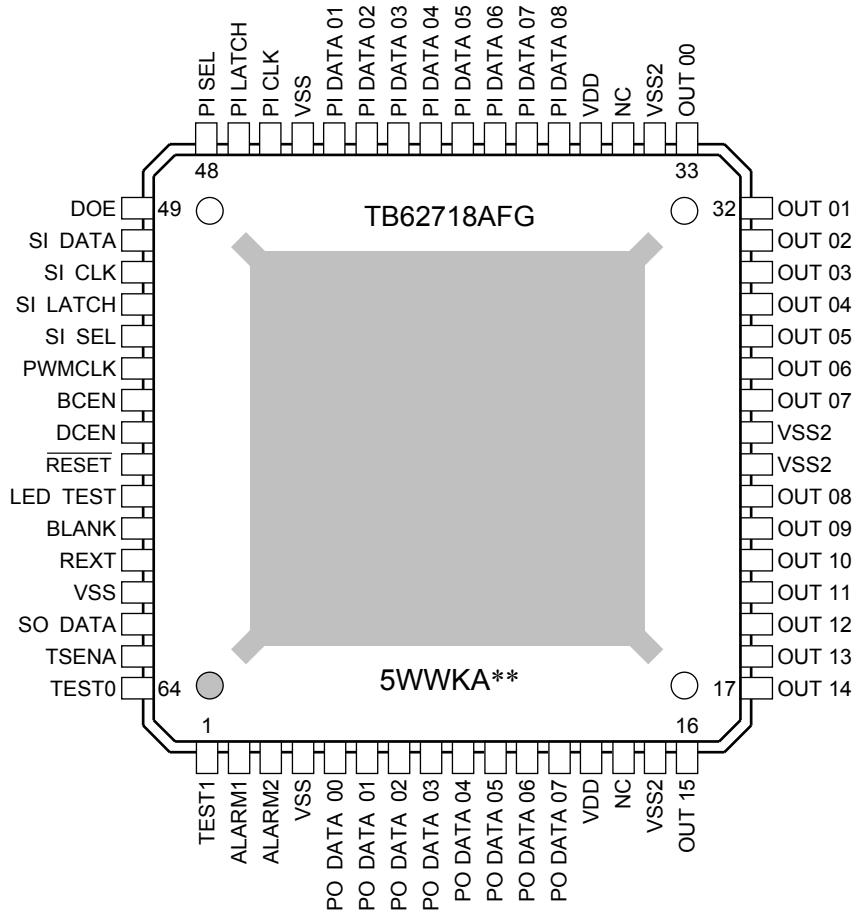 PI SEL
PI LATCH
PI CLK
VSS
PI DATA 01
PI DATA 02
PI DATA 03
PI DATA 04
PI DATA 05
PI DATA 06
PI DATA 07
PI DATA 08
VDD
NC
VSS2
OUT 00
48
33
49
32
TB62718AFG
DOE
SI DATA
SI CLK
SI LATCH
SI SEL
PWMCLK
BCEN
DCEN
RESET
LED TEST
BLANK
REXT
VSS
SO DATA
TSENA
TEST0
OUT 01
OUT 02
OUT 03
OUT 04
OUT 05
OUT 06
OUT 07
VSS2
VSS2
OUT 08
OUT 09
OUT 10
OUT 11
OUT 12
OUT 13
OUT 14
64
5WWKA**
17
1
16
TEST1
ALARM1
ALARM2
VSS
PO DATA 00
PO DATA 01
PO DATA 02
PO DATA 03
PO DATA 04
PO DATA 05
PO DATA 06
PO DATA 07
VDD
NC
VSS2
OUT 15